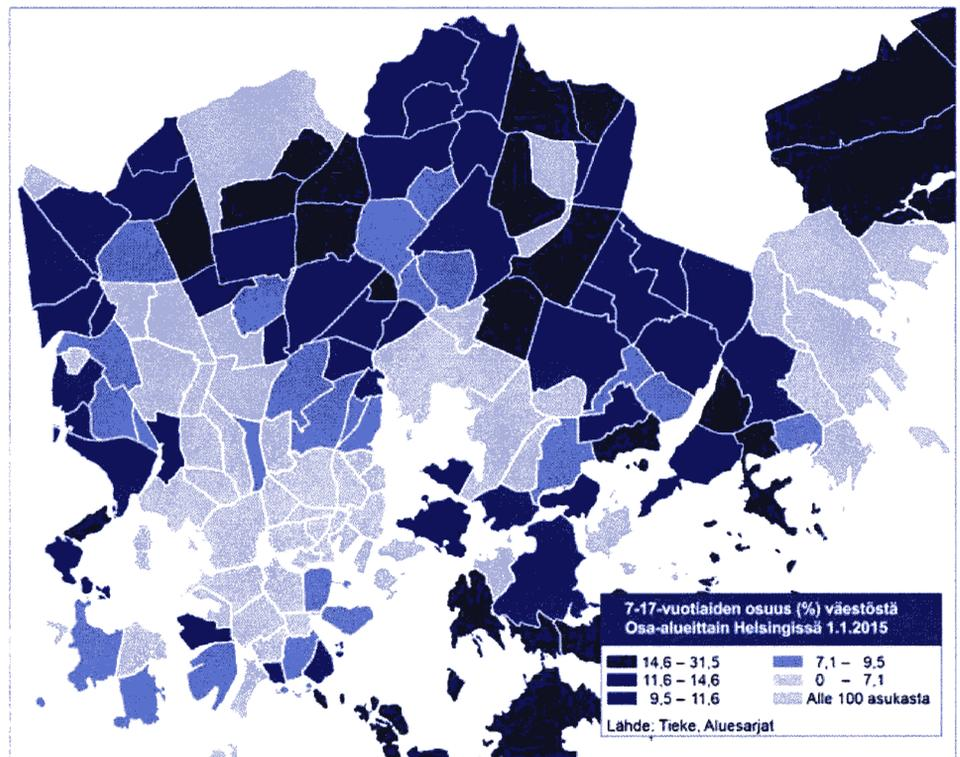 7-17-vuotiaiden osuus (%) väestöstä
Osa-alueittain Helsingissä 1.1.2015
14,6 – 31,5
11,6 – 14,6
9,5 – 11,6
7,1 – 9,5
0 – 7,1
Alle 100 asukasta
Lähde: Tieke, Aluesarjat